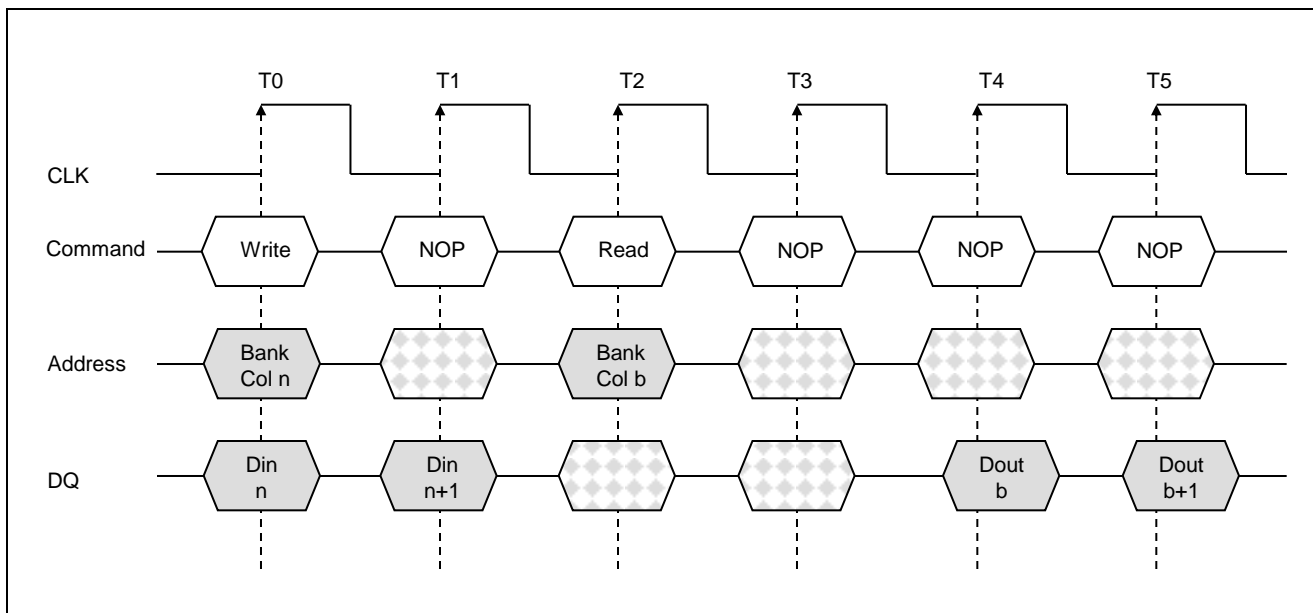 T0 T1 T2 T3 T4 T5
CLK
Command Write NOP Read NOP NOP NOP
Address Bank Col n Bank Col b
DQ Din n Din n+1 Dout b Dout b+1